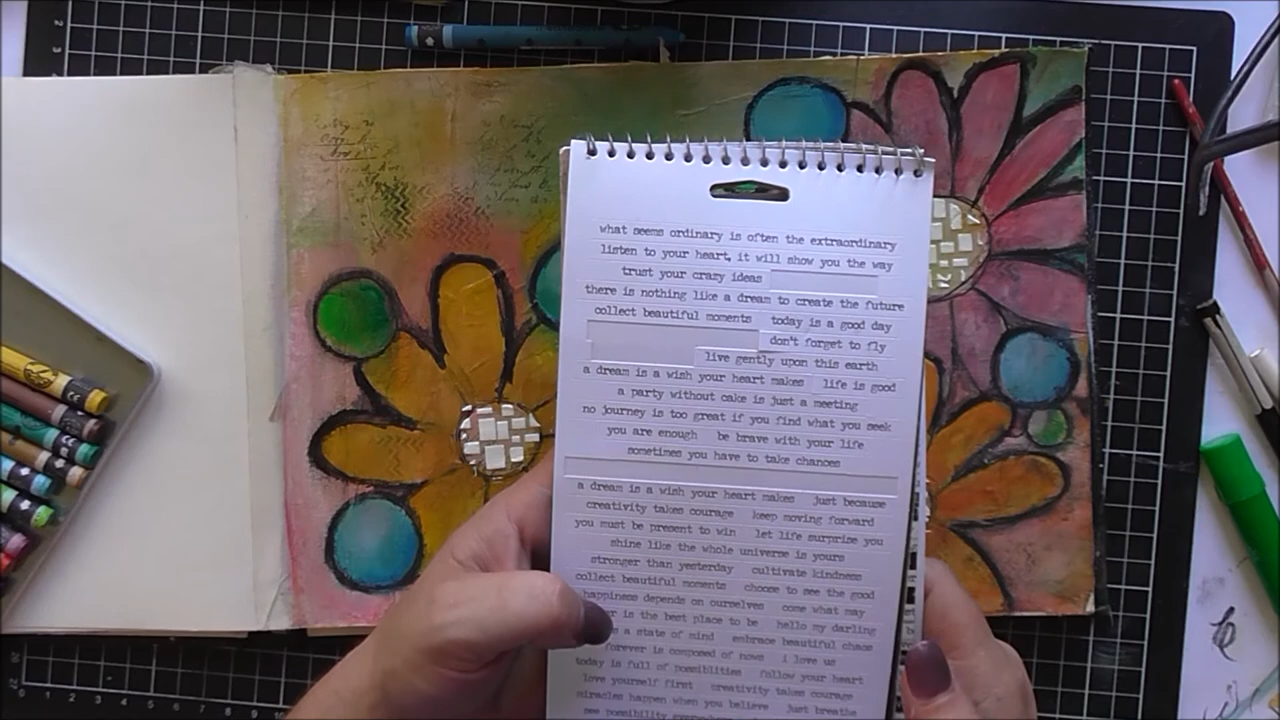 what seems ordinary is often the extraordinary
listen to your heart, it will show you the way
trust your crazy ideas
there is nothing like a dream to create the future
collect beautiful moments today is a good day
don't forget to fly
live gently upon this earth
a dream is a wish your heart makes life is good
a party without cake is just a meeting
no journey is too great if you find what you seek
you are enough be brave with your life
sometimes you have to take chances
a dream is a wish your heart makes just because
creativity takes courage keep moving forward
you must be present to win let life surprise you
shine like the whole universe is yours
stronger than yesterday cultivate kindness
collect beautiful moments choose to see the good
happiness depends on ourselves come what may
is the best place to be hello my darling
a state of mind embrace beautiful chaos
forever is composed of nows i love us
today is full of possiblities follow your heart
love yourself first creativity takes courage
miracles happen when you believe just breathe
see possibility